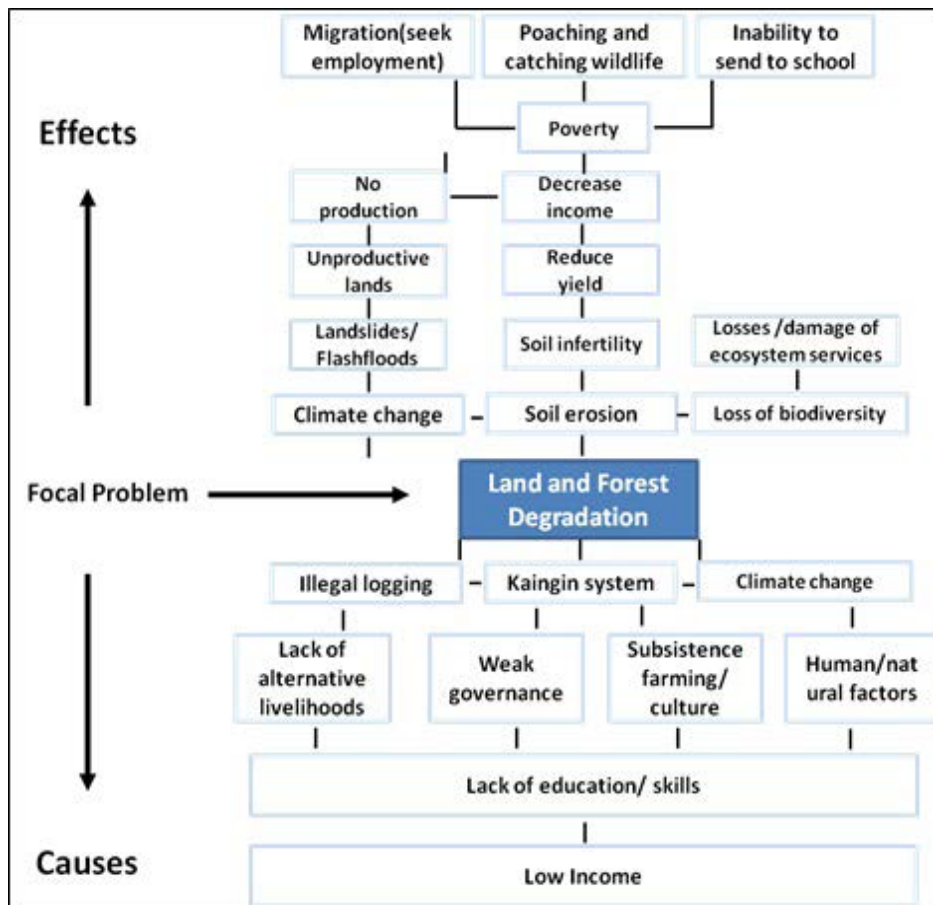 Migration(seek
employment)
Poaching and
catching wildlife
Inability to
send to school
Effects
Poverty
No
production
Decrease
income
Unproductive
lands
Reduce
yield
Landslides/
Flashfloods
Soil infertility
Losses /damage of
ecosystem services
Climate change
Soil erosion
Loss of biodiversity
Focal Problem
Land and Forest
Degradation
Illegal logging
Kaingin system
Climate change
Lack of
alternative
livelihoods
Weak
governance
Subsistence
farming/
culture
Human/nat
ural factors
Lack of education/ skills
Causes
Low Income